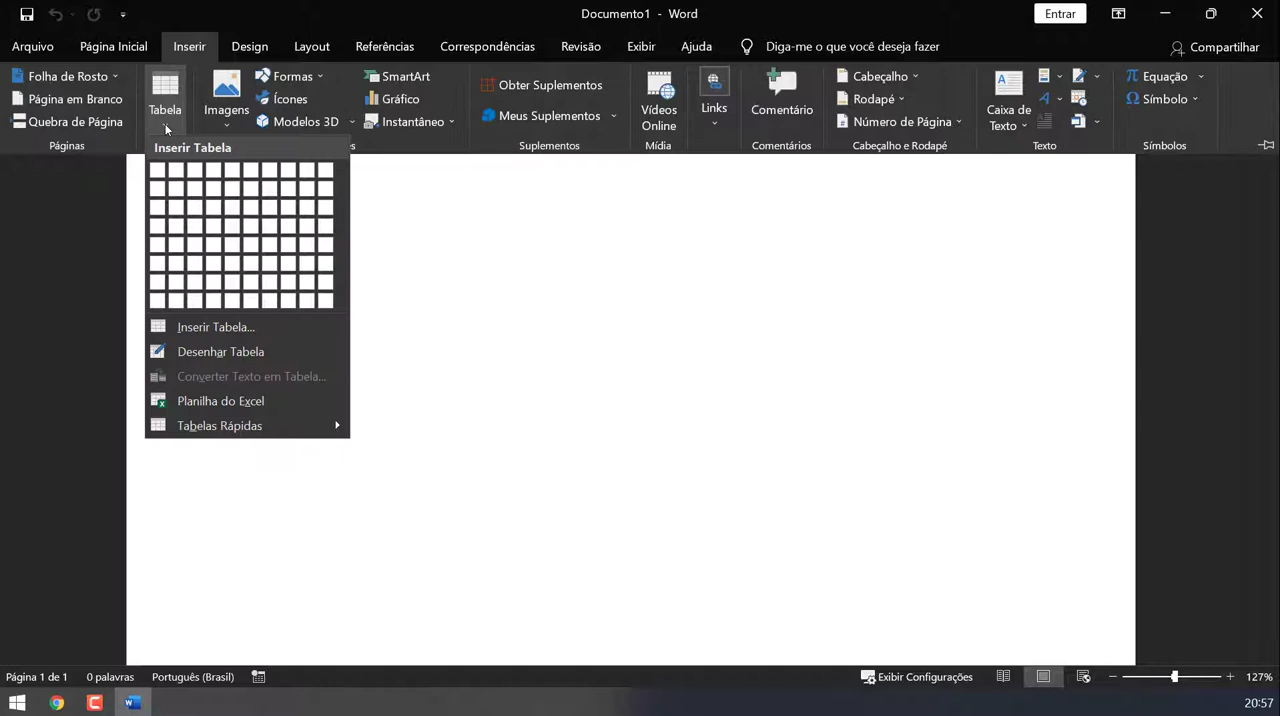 Documento1 - Word
Entrar
Arquivo Página Inicial Inserir Design Layout Referências Correspondências Revisão Exibir Ajuda Diga-me o que você deseja fazer Compartilhar
Folha de Rosto
Página em Branco
Quebra de Página
Páginas
Tabela
Imagens
Formas
Ícones
Modelos 3D
SmartArt
Gráfico
Instantâneo
Obter Suplementos
Meus Suplementos
Suplementos
Vídeos
Online
Mídia
Links
Comentário
Comentários
Cabeçalho
Rodapé
Número de Página
Cabeçalho e Rodapé
Caixa de
Texto
Texto
Equação
Símbolo
Símbolos
Inserir Tabela
Inserir Tabela...
Desenhar Tabela
Converter Texto em Tabela...
Planilha do Excel
Tabelas Rápidas
Página 1 de 1 0 palavras Português (Brasil) Exibir Configurações 127%
20:57